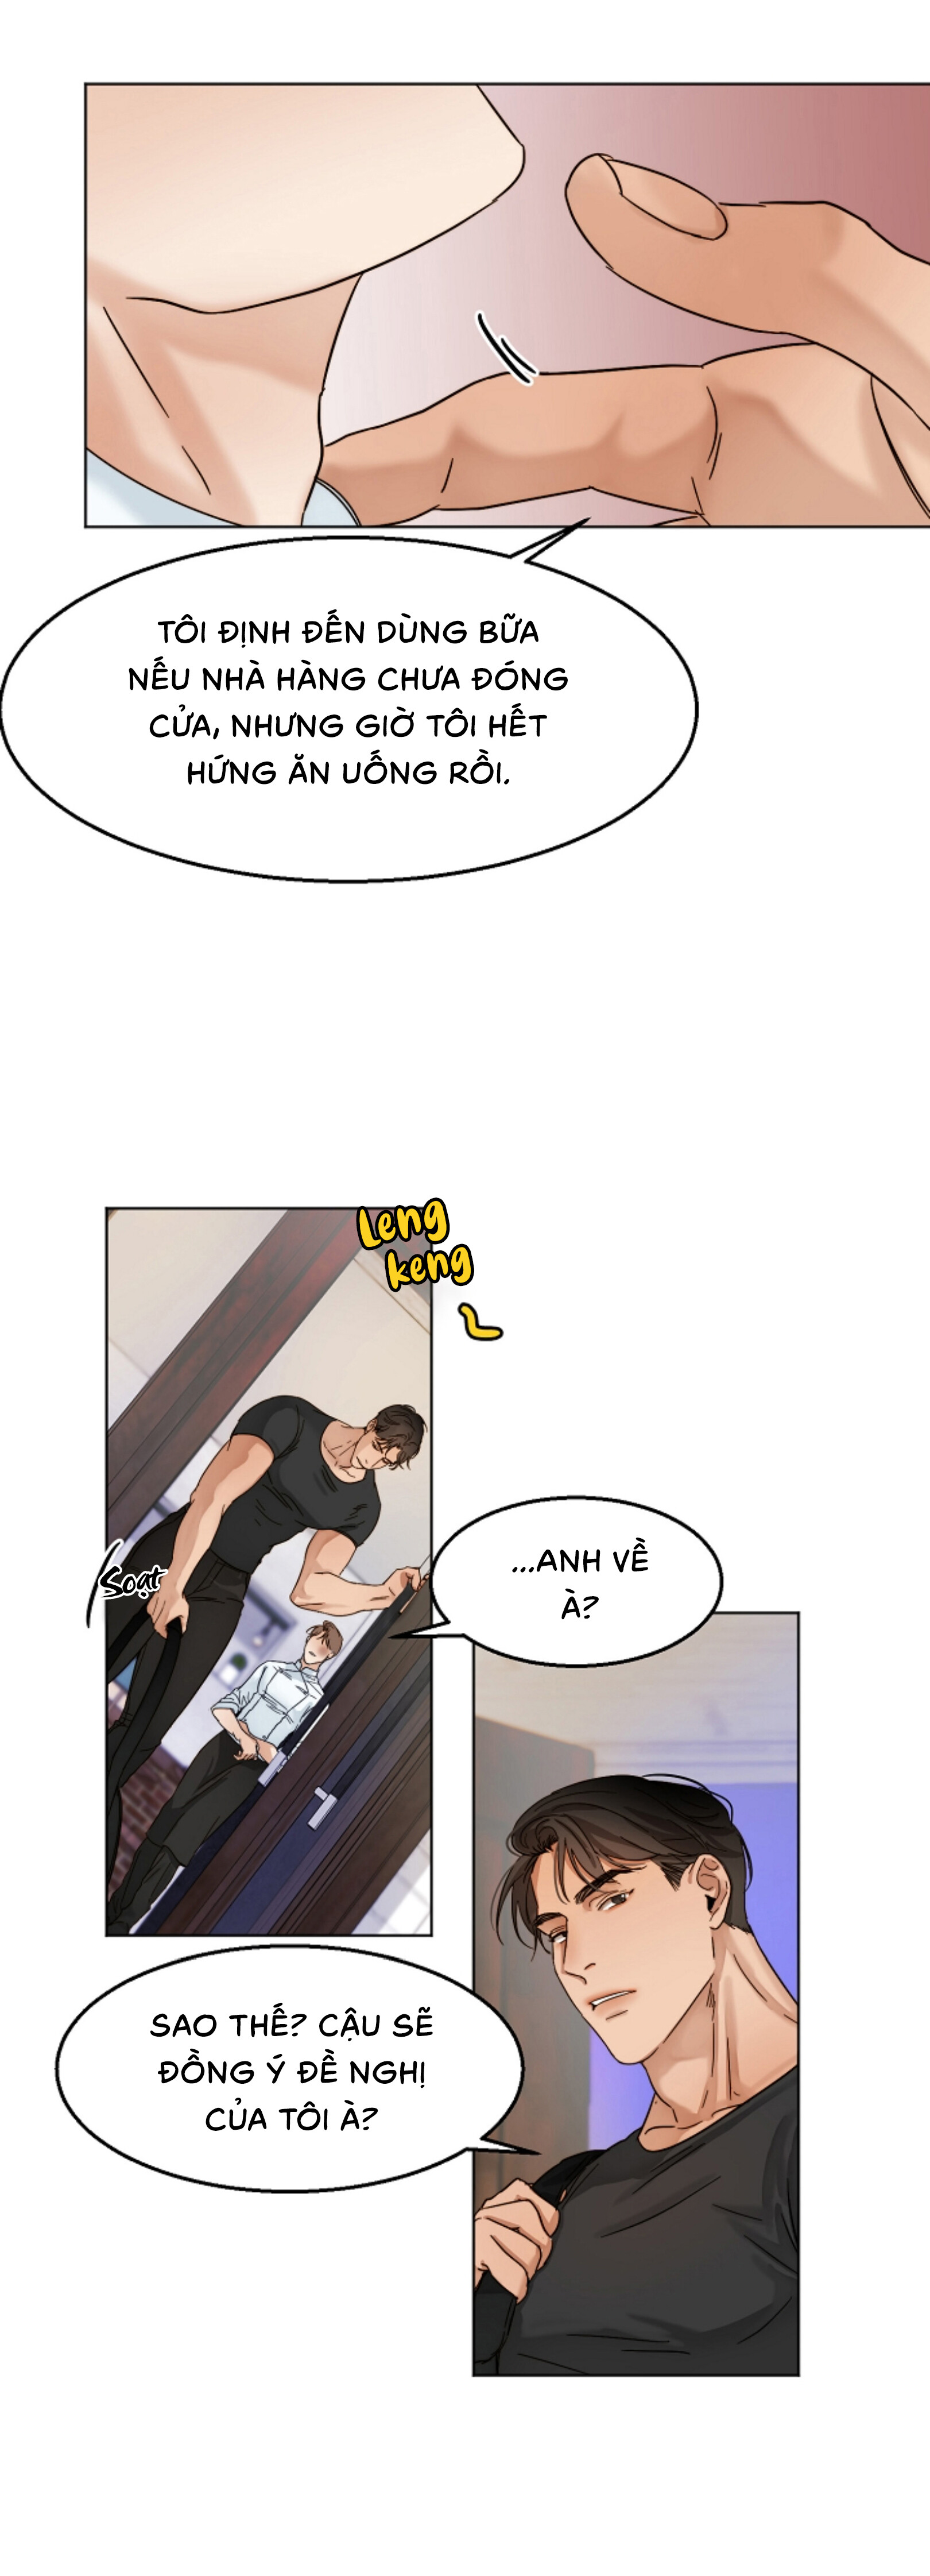 TÔI ĐỊNH ĐẾN DÙNG BỮA
NẾU NHÀ HÀNG CHƯA ĐÓNG
CỬA, NHƯNG GIỜ TÔI HẾT
HỨNG ĂN UỐNG RỒI.
Leng
keng
...ANH VỀ
À?
Soạt
SAO THẾ? CẬU SẼ
ĐỒNG Ý ĐỀ NGHỊ
CỦA TÔI À?